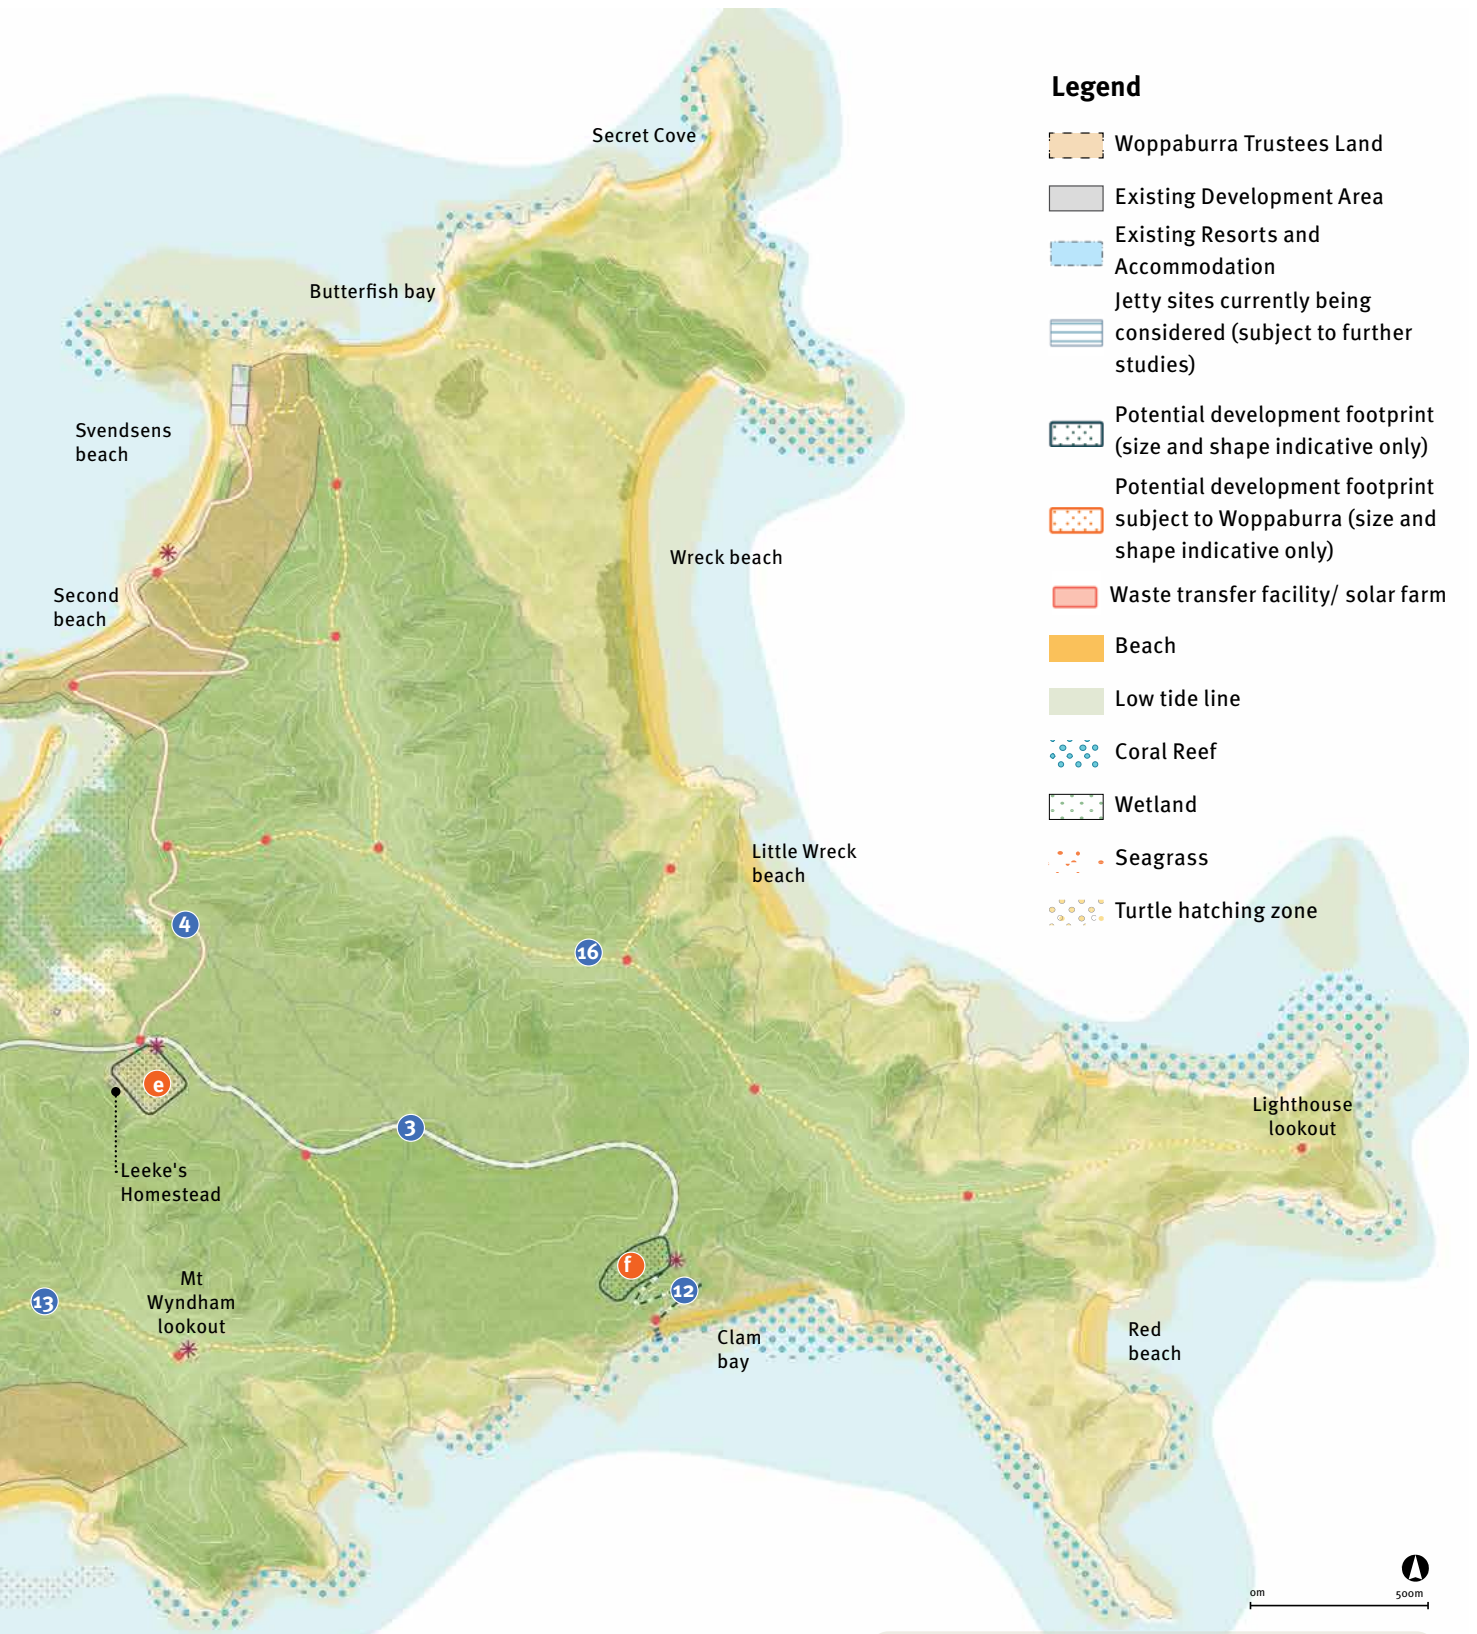 Legend
Woppaburra Trustees Land
Existing Development Area
Existing Resorts and
Accommodation
Jetty sites currently being
considered (subject to further
studies)
Potential development footprint
(size and shape indicative only)
Potential development footprint
subject to Woppaburra (size and
shape indicative only)
Waste transfer facility/ solar farm
Beach
Low tide line
Coral Reef
Wetland
Seagrass
Turtle hatching zone
Secret Cove
Butterfish bay
Svendsens
beach
Second
beach
Wreck beach
Little Wreck
beach
4
16
e
3
Leeke's
Homestead
Lighthouse
lookout
f
12
13
Mt
Wyndham
lookout
Clam
bay
Red
beach
0m
500m